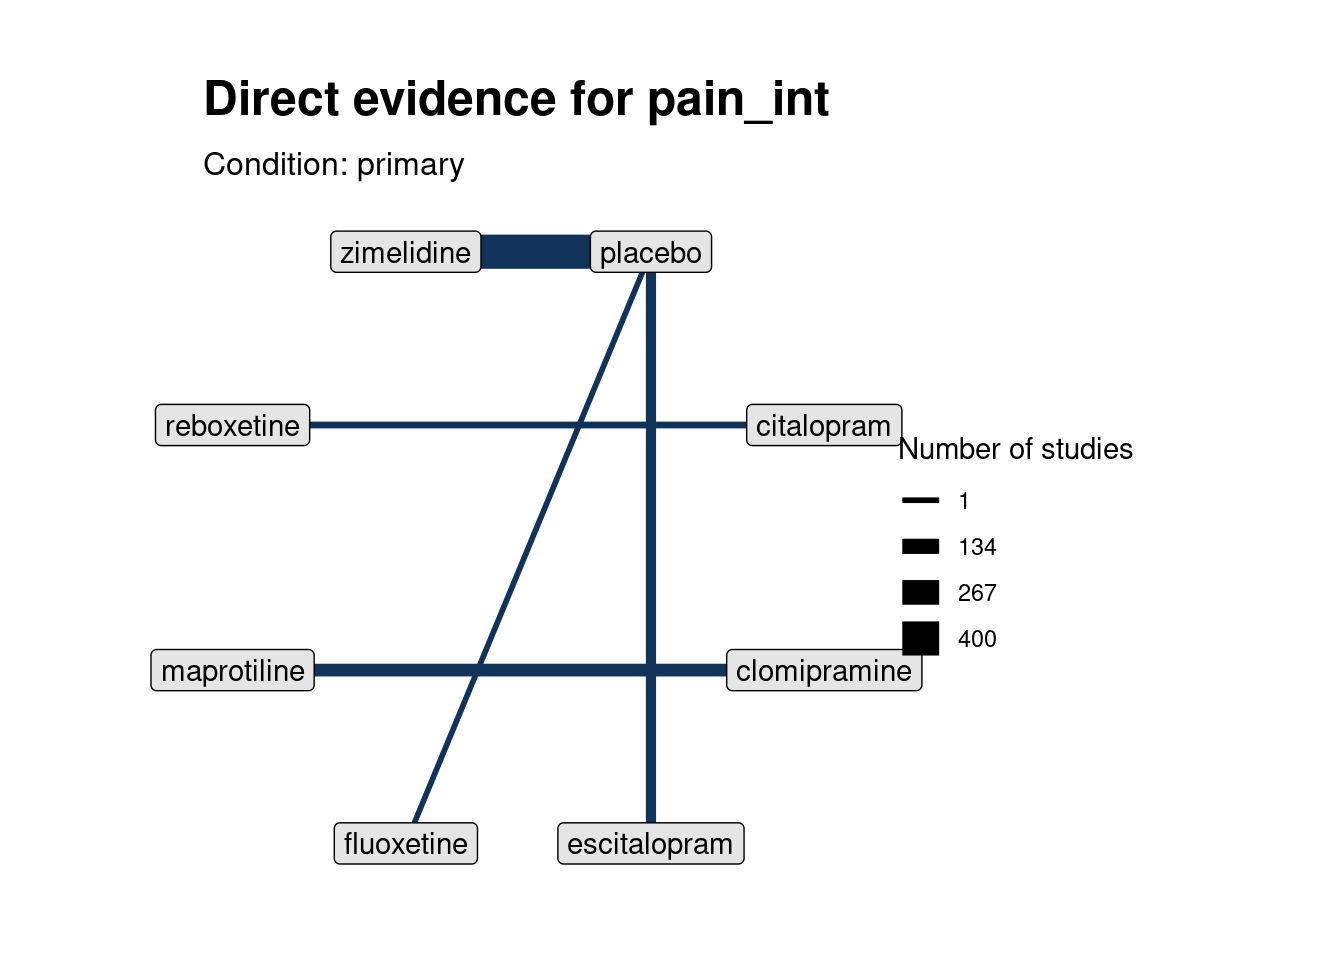 Direct evidence for pain_int
Condition: primary
zimelidine
placebo
reboxetine
citalopram
Number of studies
1
134
267
400
maprotiline
clomipramine
fluoxetine
escitalopram